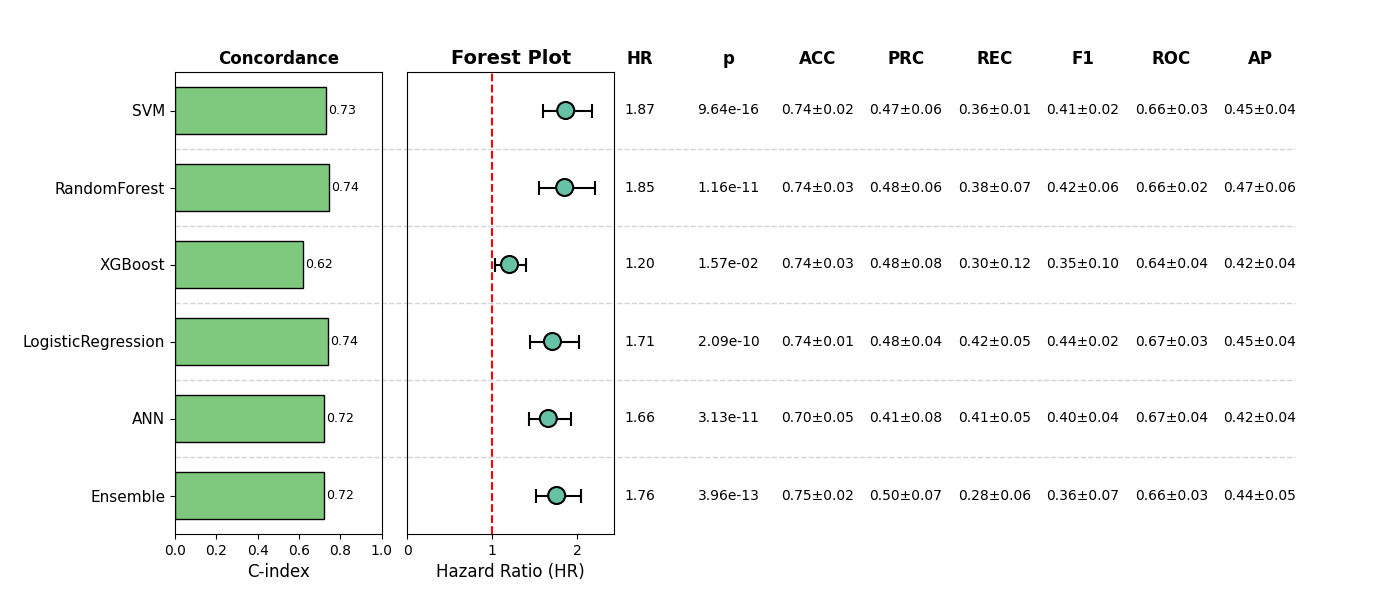 Concordance Forest Plot HR p ACC PRC REC F1 ROC AP
SVM 0.73 1.87 9.64e-16 0.74±0.02 0.47±0.06 0.36±0.01 0.41±0.02 0.66±0.03 0.45±0.04
RandomForest 0.74 1.85 1.16e-11 0.74±0.03 0.48±0.06 0.38±0.07 0.42±0.06 0.66±0.02 0.47±0.06
XGBoost 0.62 1.20 1.57e-02 0.74±0.03 0.48±0.08 0.30±0.12 0.35±0.10 0.64±0.04 0.42±0.04
LogisticRegression 0.74 1.71 2.09e-10 0.74±0.01 0.48±0.04 0.42±0.05 0.44±0.02 0.67±0.03 0.45±0.04
ANN 0.72 1.66 3.13e-11 0.70±0.05 0.41±0.08 0.41±0.05 0.40±0.04 0.67±0.04 0.42±0.04
Ensemble 0.72 1.76 3.96e-13 0.75±0.02 0.50±0.07 0.28±0.06 0.36±0.07 0.66±0.03 0.44±0.05
0.0 0.2 0.4 0.6 0.8 1.0 0 1 2
C-index Hazard Ratio (HR)